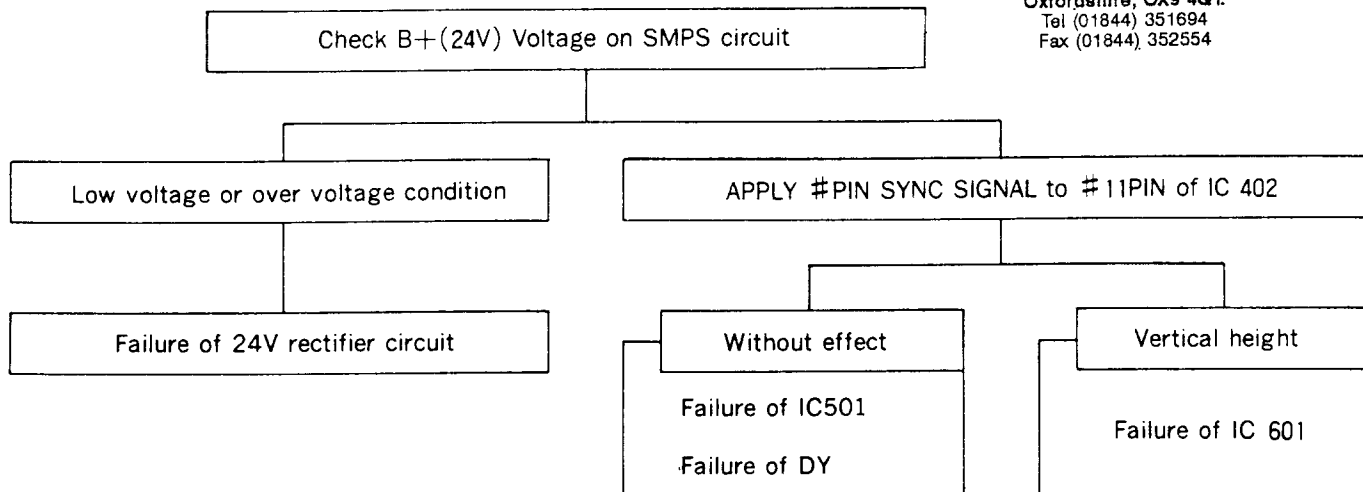 Oxfordshire, OX9 4QY.
Tel (01844) 351694
Fax (01844) 352554
Check B+(24V) Voltage on SMPS circuit
Low voltage or over voltage condition
APPLY #PIN SYNC SIGNAL to #11PIN of IC 402
Failure of 24V rectifier circuit
Without effect
Vertical height
Failure of IC501
Failure of IC 601
Failure of DY